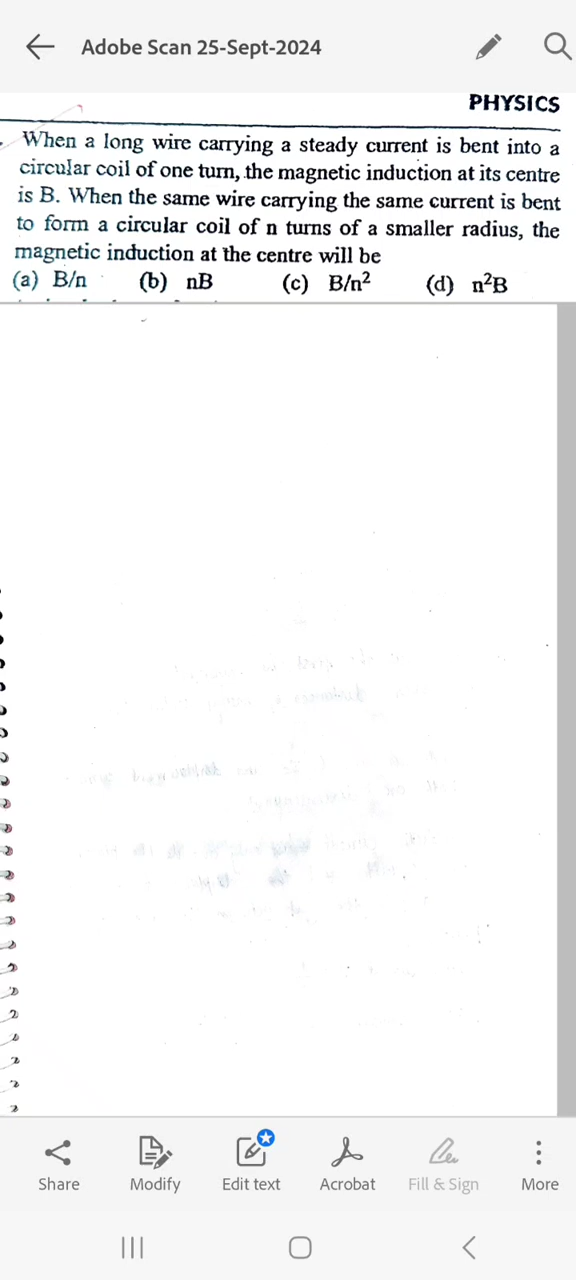 Adobe Scan 25-Sept-2024
PHYSICS
When a long wire carrying a steady current is bent into a
circular coil of one turn, the magnetic induction at its centre
is B. When the same wire carrying the same current is bent
to form a circular coil of n turns of a smaller radius, the
magnetic induction at the centre will be
(a) B/n (b) nB (c) B/n² (d) n²B
Share Modify Edit text Acrobat Fill & Sign More